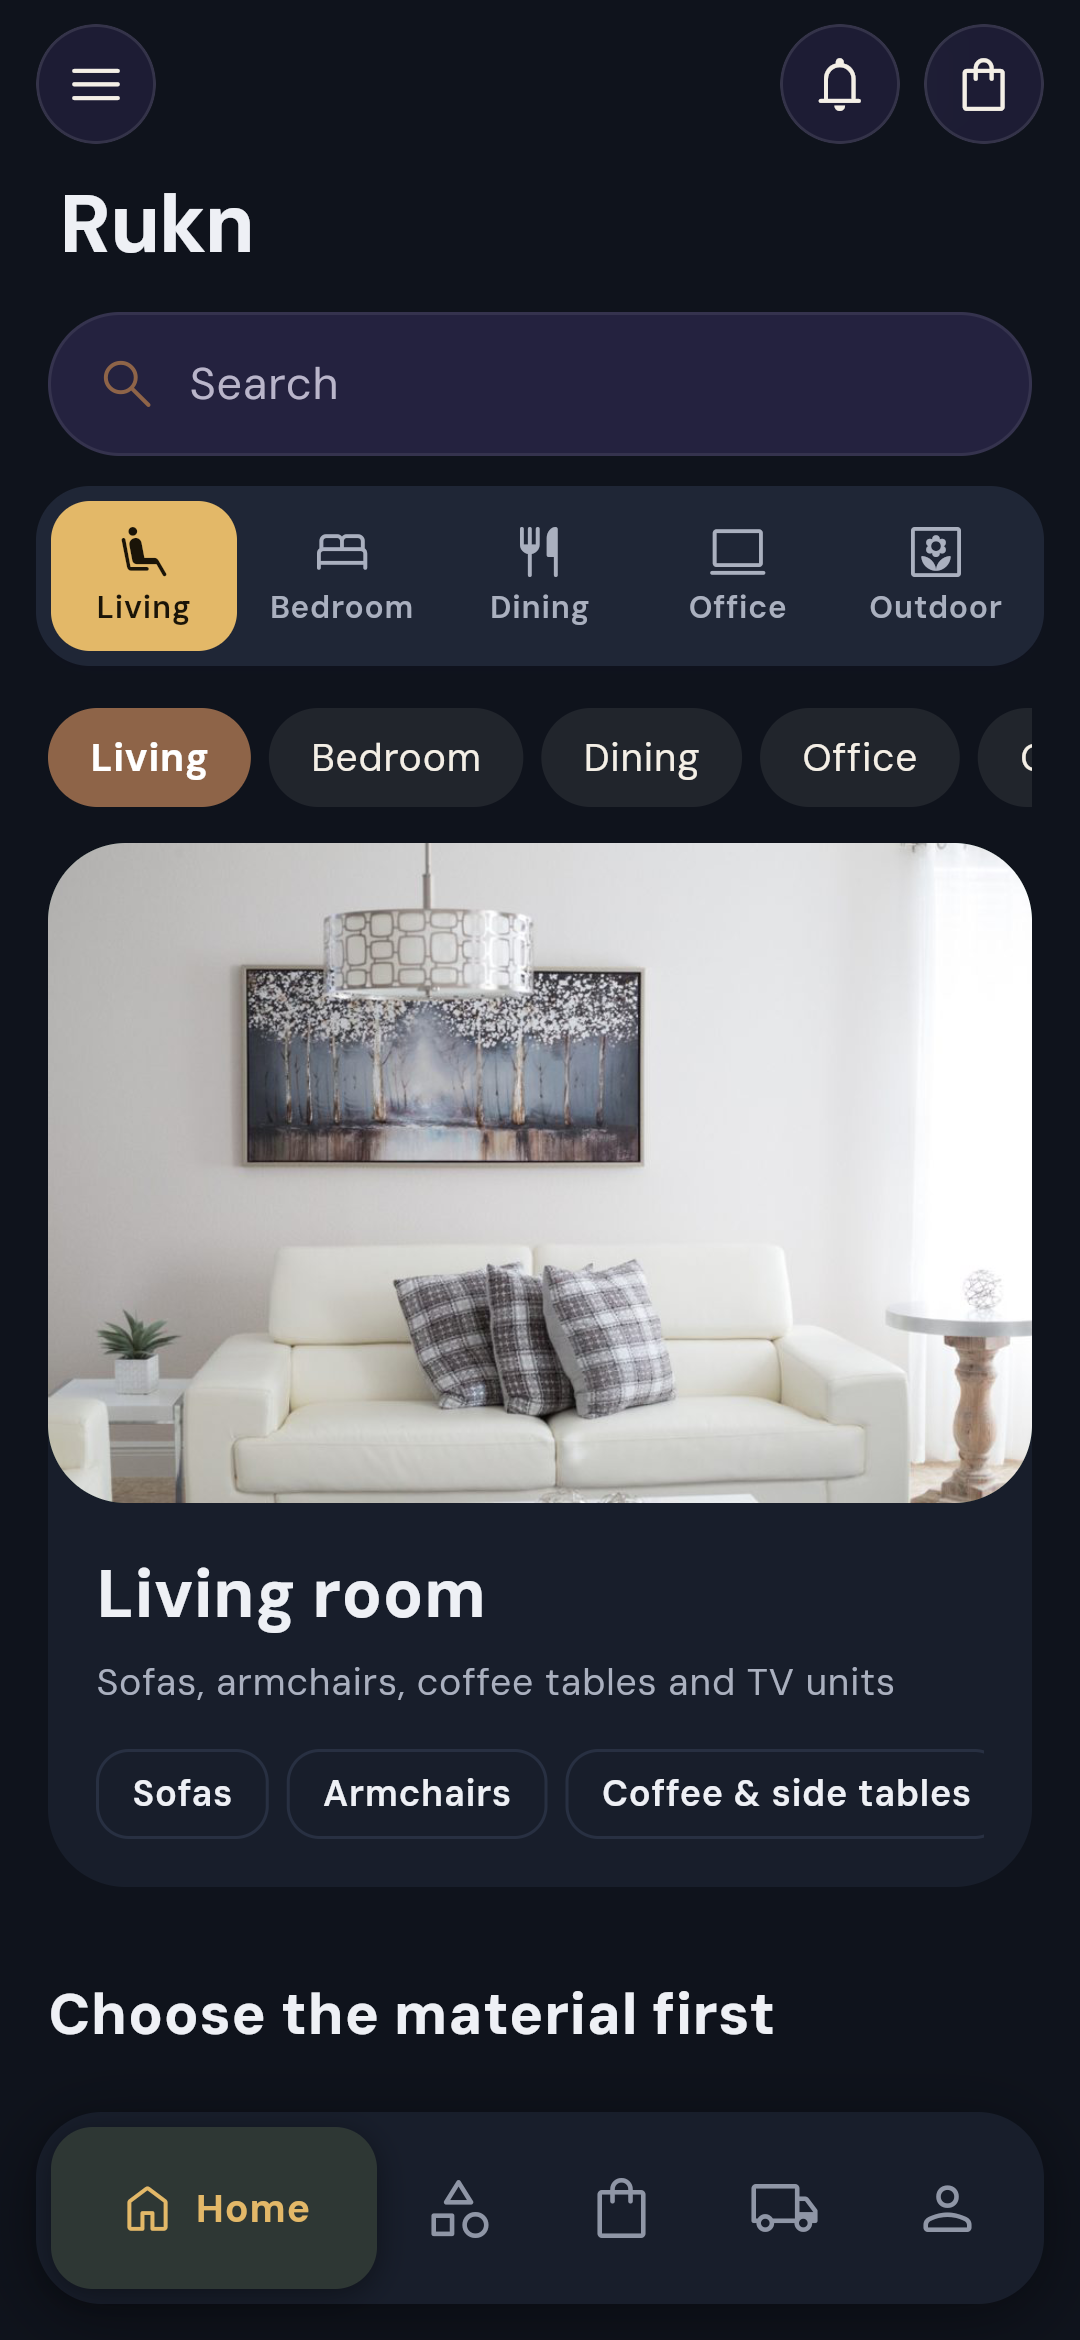 Rukn
Search
Living Bedroom Dining Office Outdoor
Living Bedroom Dining Office
Living room
Sofas, armchairs, coffee tables and TV units
Sofas Armchairs Coffee & side tables
Choose the material first
Home